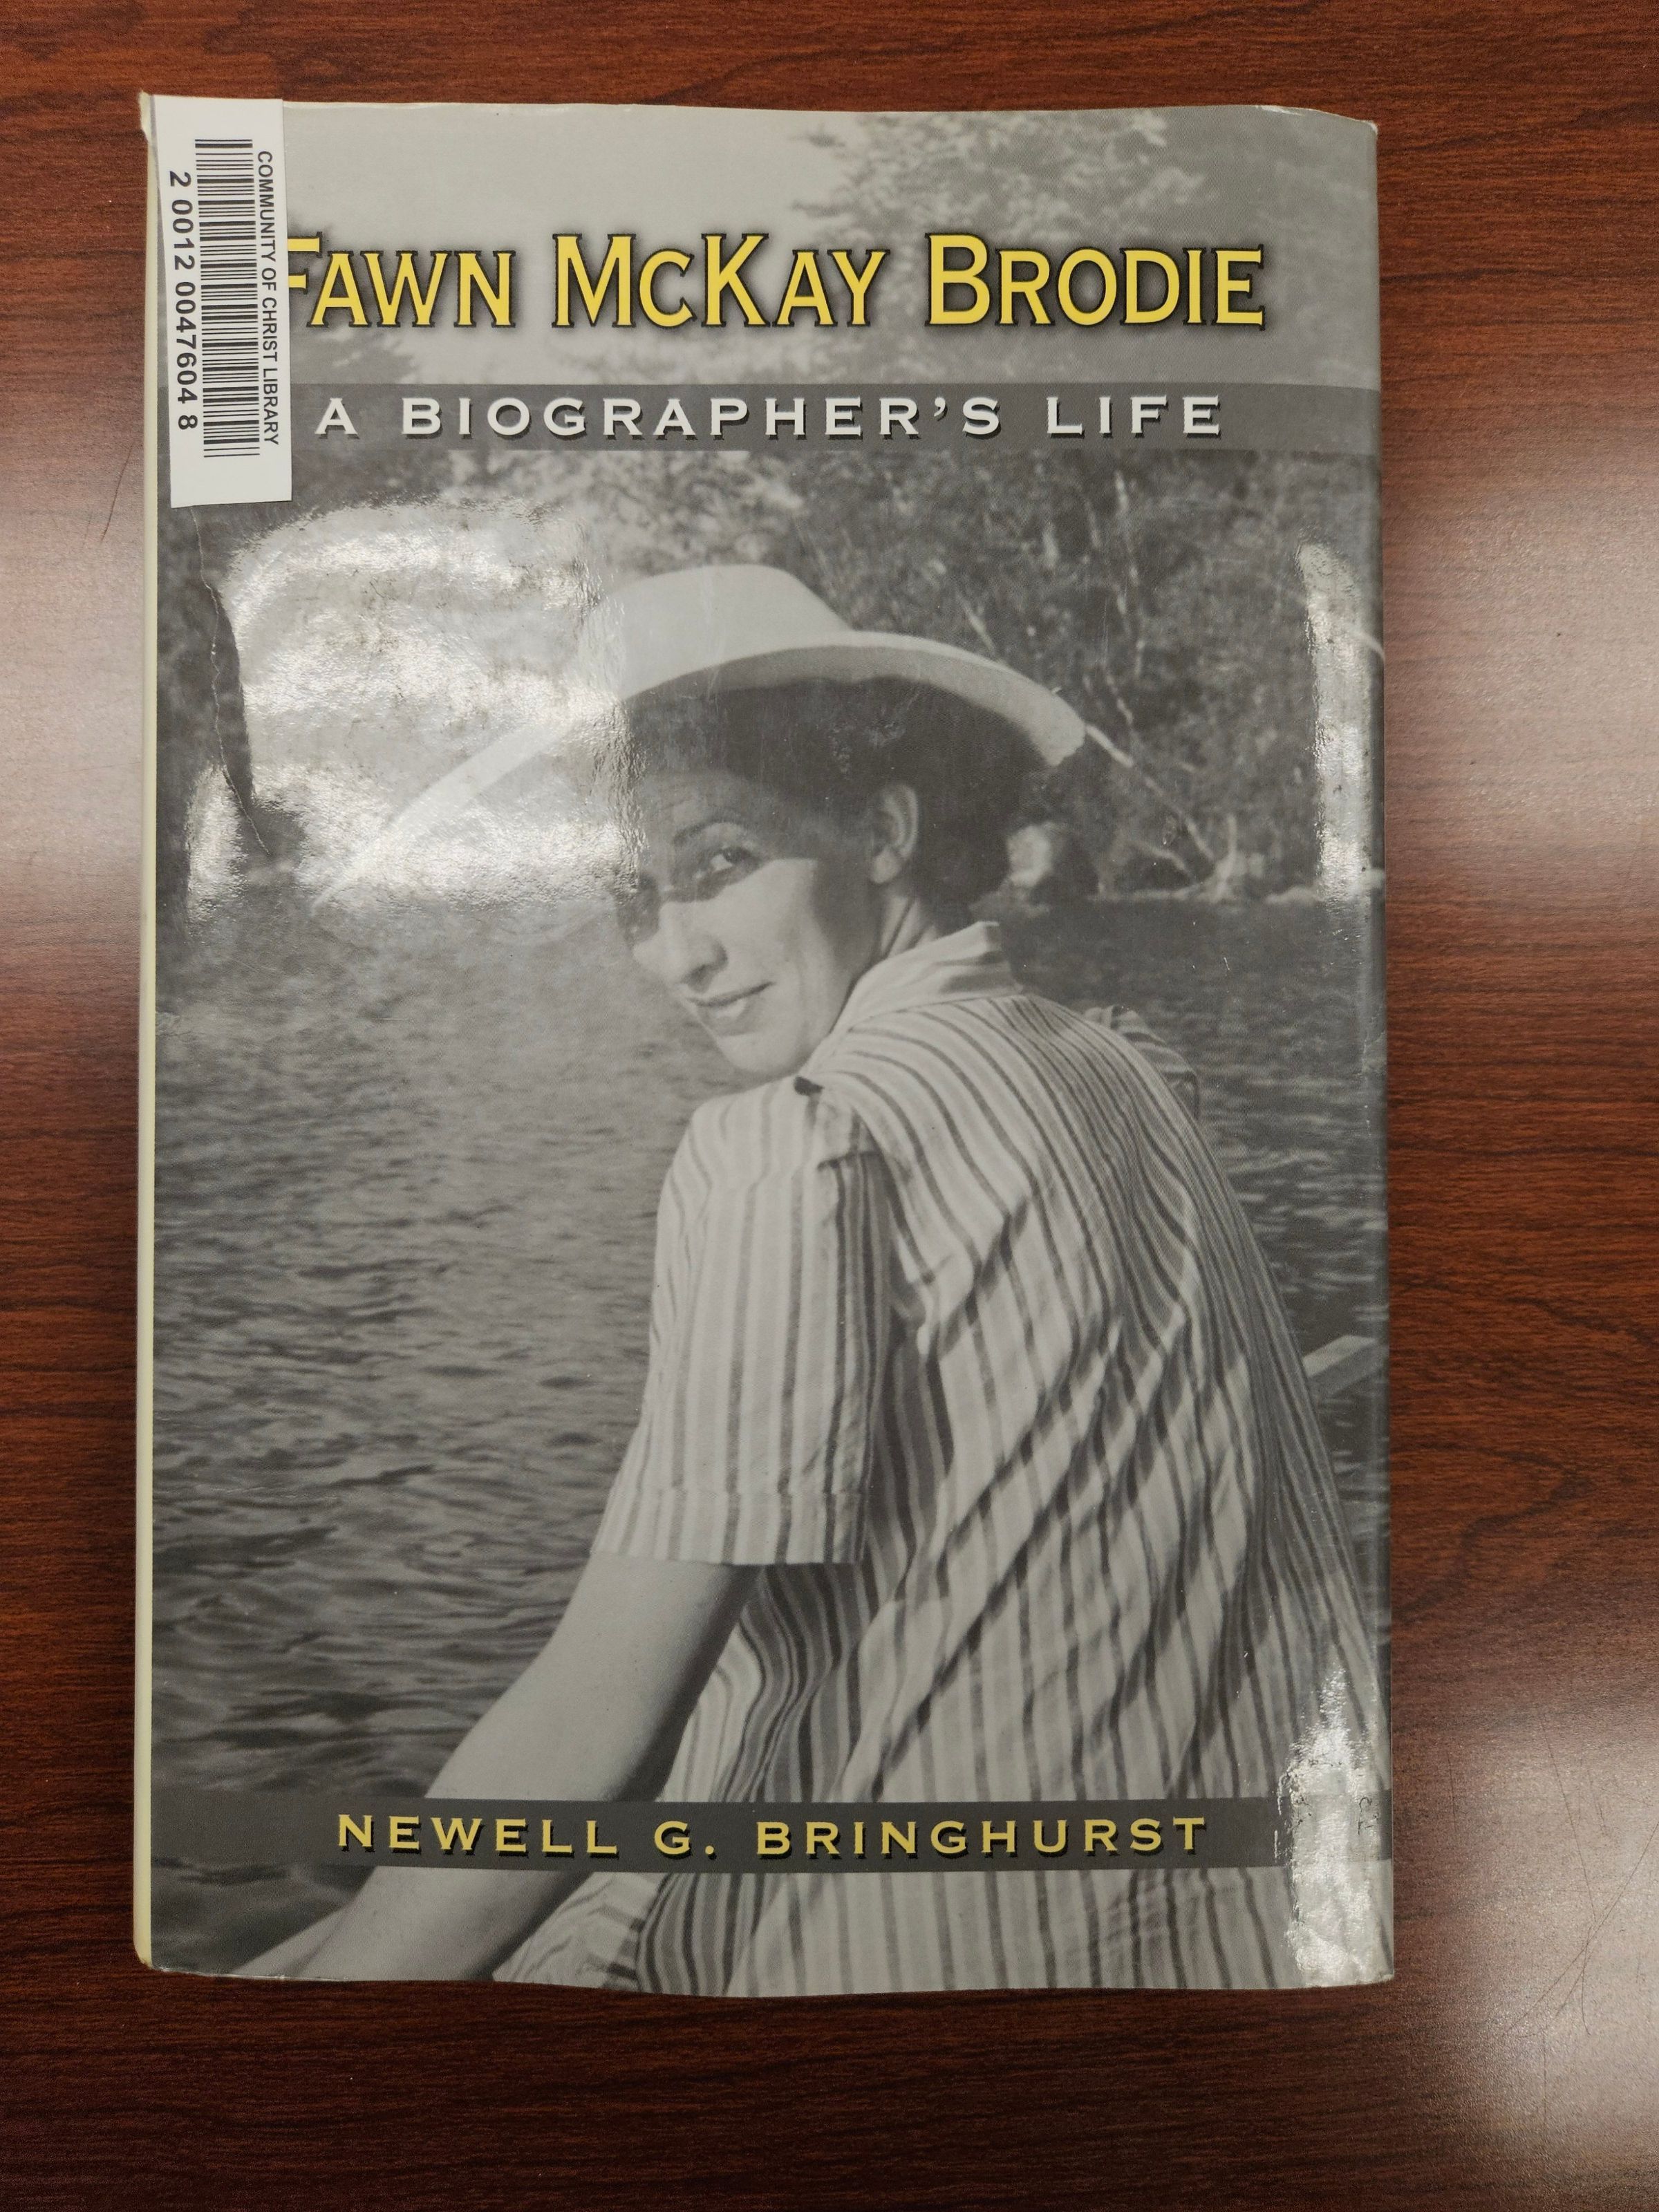 COMMUNITY OF CHRIST LIBRARY
2 0012 0047604 8
FAWN MCKAY BRODIE
A BIOGRAPHER'S LIFE
NEWELL G. BRINGHURST